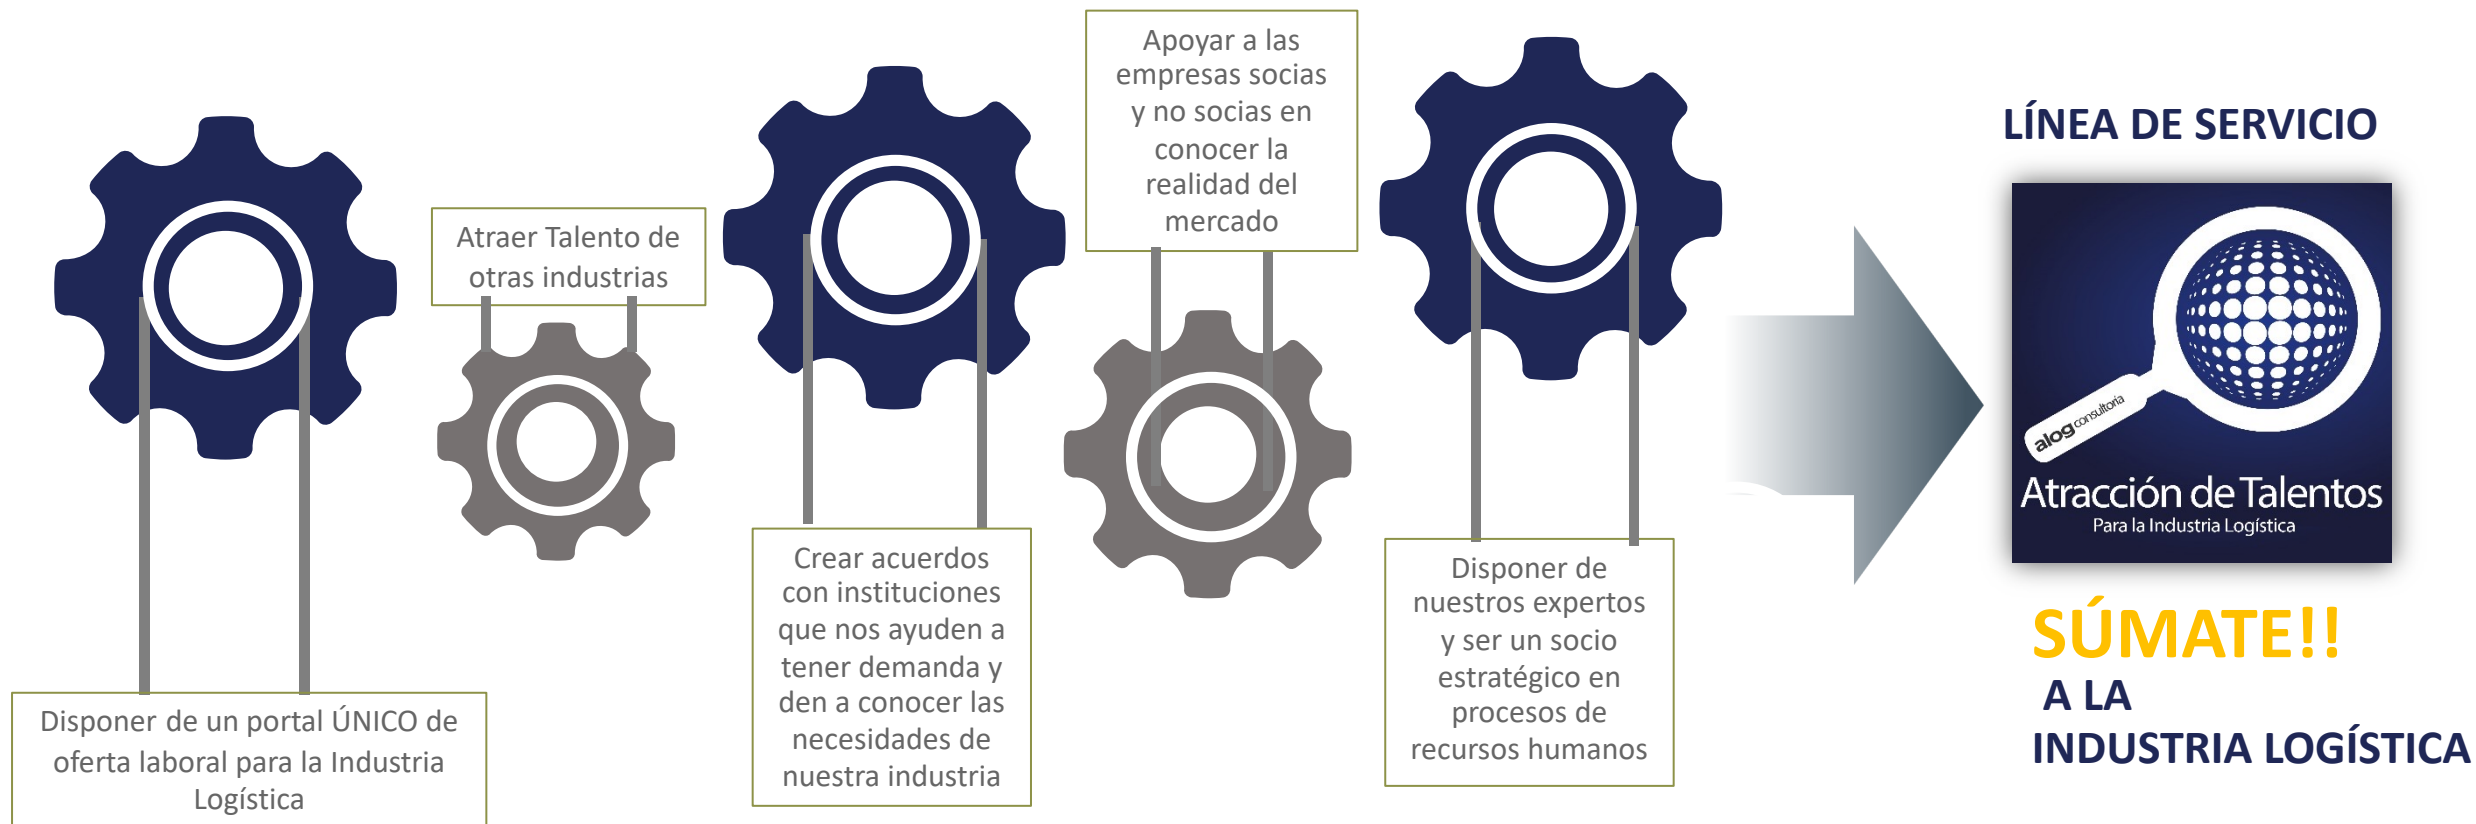 Disponer de un portal ÚNICO de
oferta laboral para la Industria
Logística
Atraer Talento de
otras industrias
Crear acuerdos
con instituciones
que nos ayuden a
tener demanda y
den a conocer las
necesidades de
nuestra industria
Apoyar a las
empresas socias
y no socias en
conocer la
realidad del
mercado
Disponer de
nuestros expertos
y ser un socio
estratégico en
procesos de
recursos humanos
LÍNEA DE SERVICIO
alog consultoria
Atracción de Talentos
Para la Industria Logística
SÚMATE!!
A LA
INDUSTRIA LOGÍSTICA